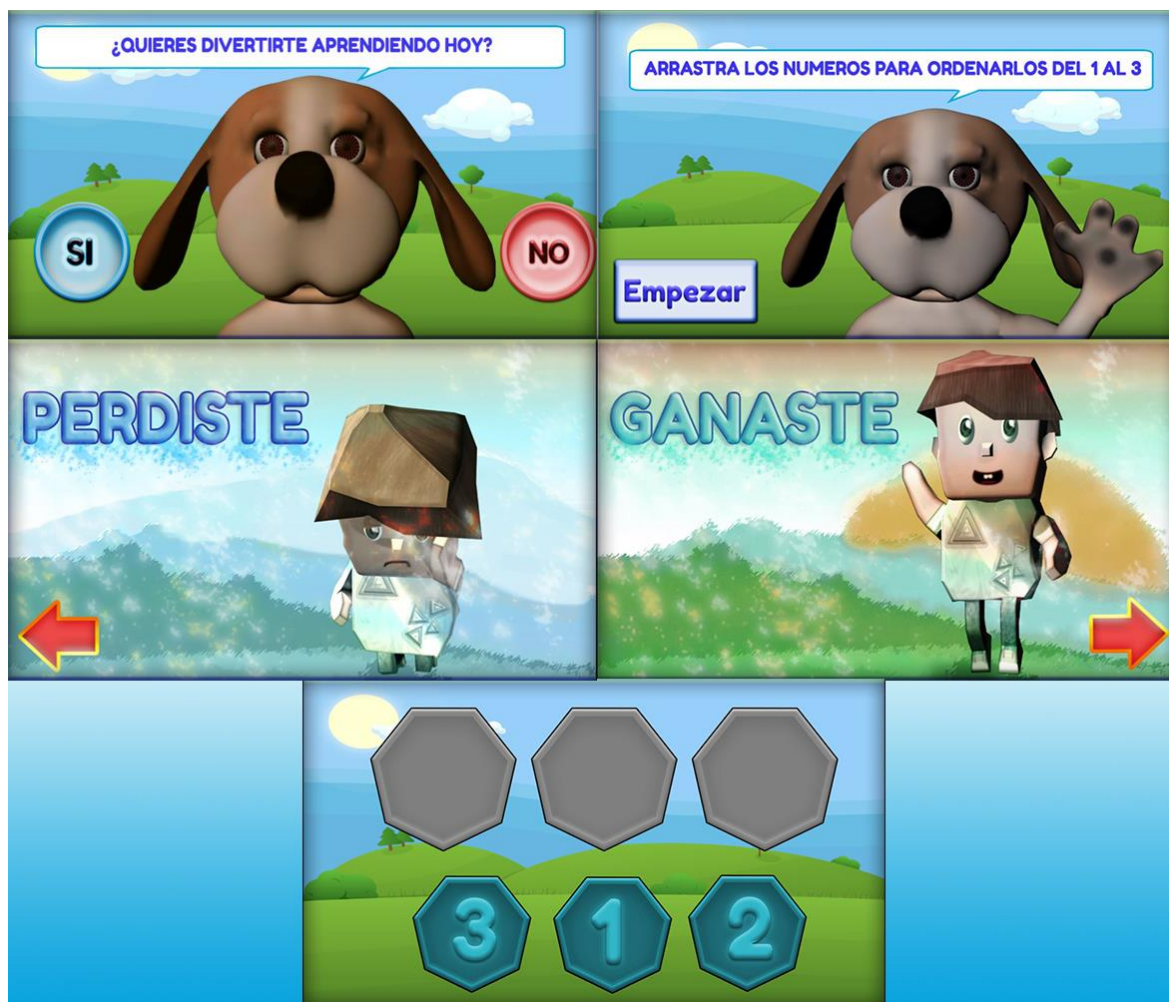 ¿QUIERES DIVERTIRTE APRENDIENDO HOY?
SI
NO
ARRASTRA LOS NUMEROS PARA ORDENARLOS DEL 1 AL 3
Empezar
PERDISTE
GANASTE
3 1 2